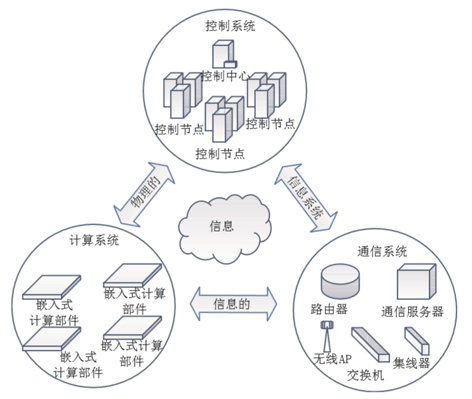 控制系统
控制中心
控制节点
控制节点
控制节点
物理的
信息系统
信息
计算系统
嵌入式
计算部件
嵌入式计算
部件
嵌入式
计算部件
嵌入式计算
部件
信息的
通信系统
路由器
通信服务器
无线AP
交换机
集线器